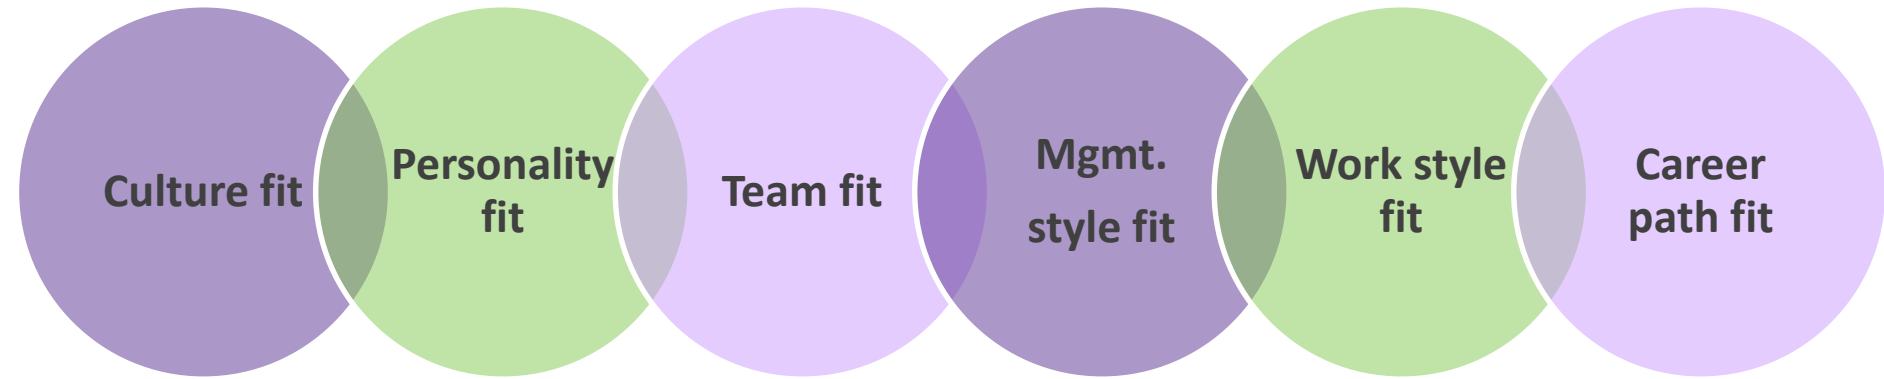 Culture fit
Personality
fit
Team fit
Mgmt.
style fit
Work style
fit
Career
path fit